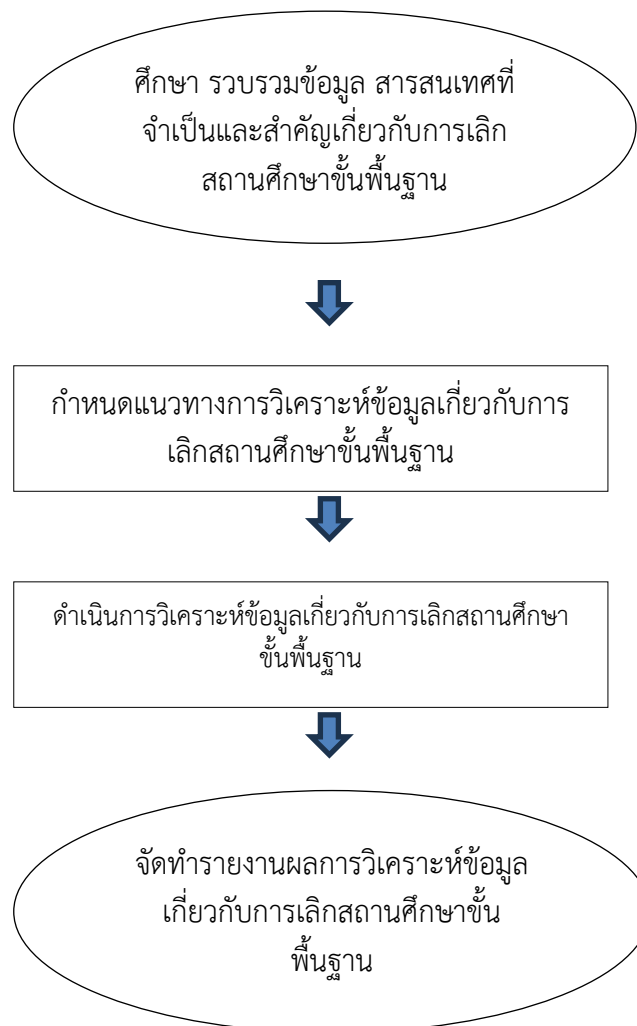 ศึกษา รวบรวมข้อมูล สารสนเทศที่
จำเป็นและสำคัญเกี่ยวกับการเลิก
สถานศึกษาขั้นพื้นฐาน
กำหนดแนวทางการวิเคราะห์ข้อมูลเกี่ยวกับการ
เลิกสถานศึกษาขั้นพื้นฐาน
ดำเนินการวิเคราะห์ข้อมูลเกี่ยวกับการเลิกสถานศึกษา
ขั้นพื้นฐาน
จัดทำรายงานผลการวิเคราะห์ข้อมูล
เกี่ยวกับการเลิกสถานศึกษาขั้น
พื้นฐาน